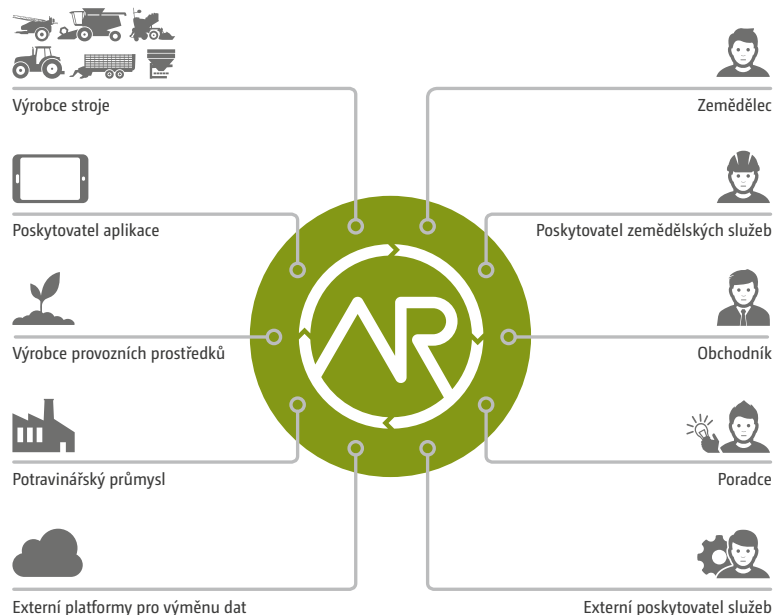 Výrobce stroje
Zemědělec
Poskytovatel aplikace
Poskytovatel zemědělských služeb
AR
Výrobce provozních prostředků
Obchodník
Potravinářský průmysl
Poradce
Externí platformy pro výměnu dat
Externí poskytovatel služeb